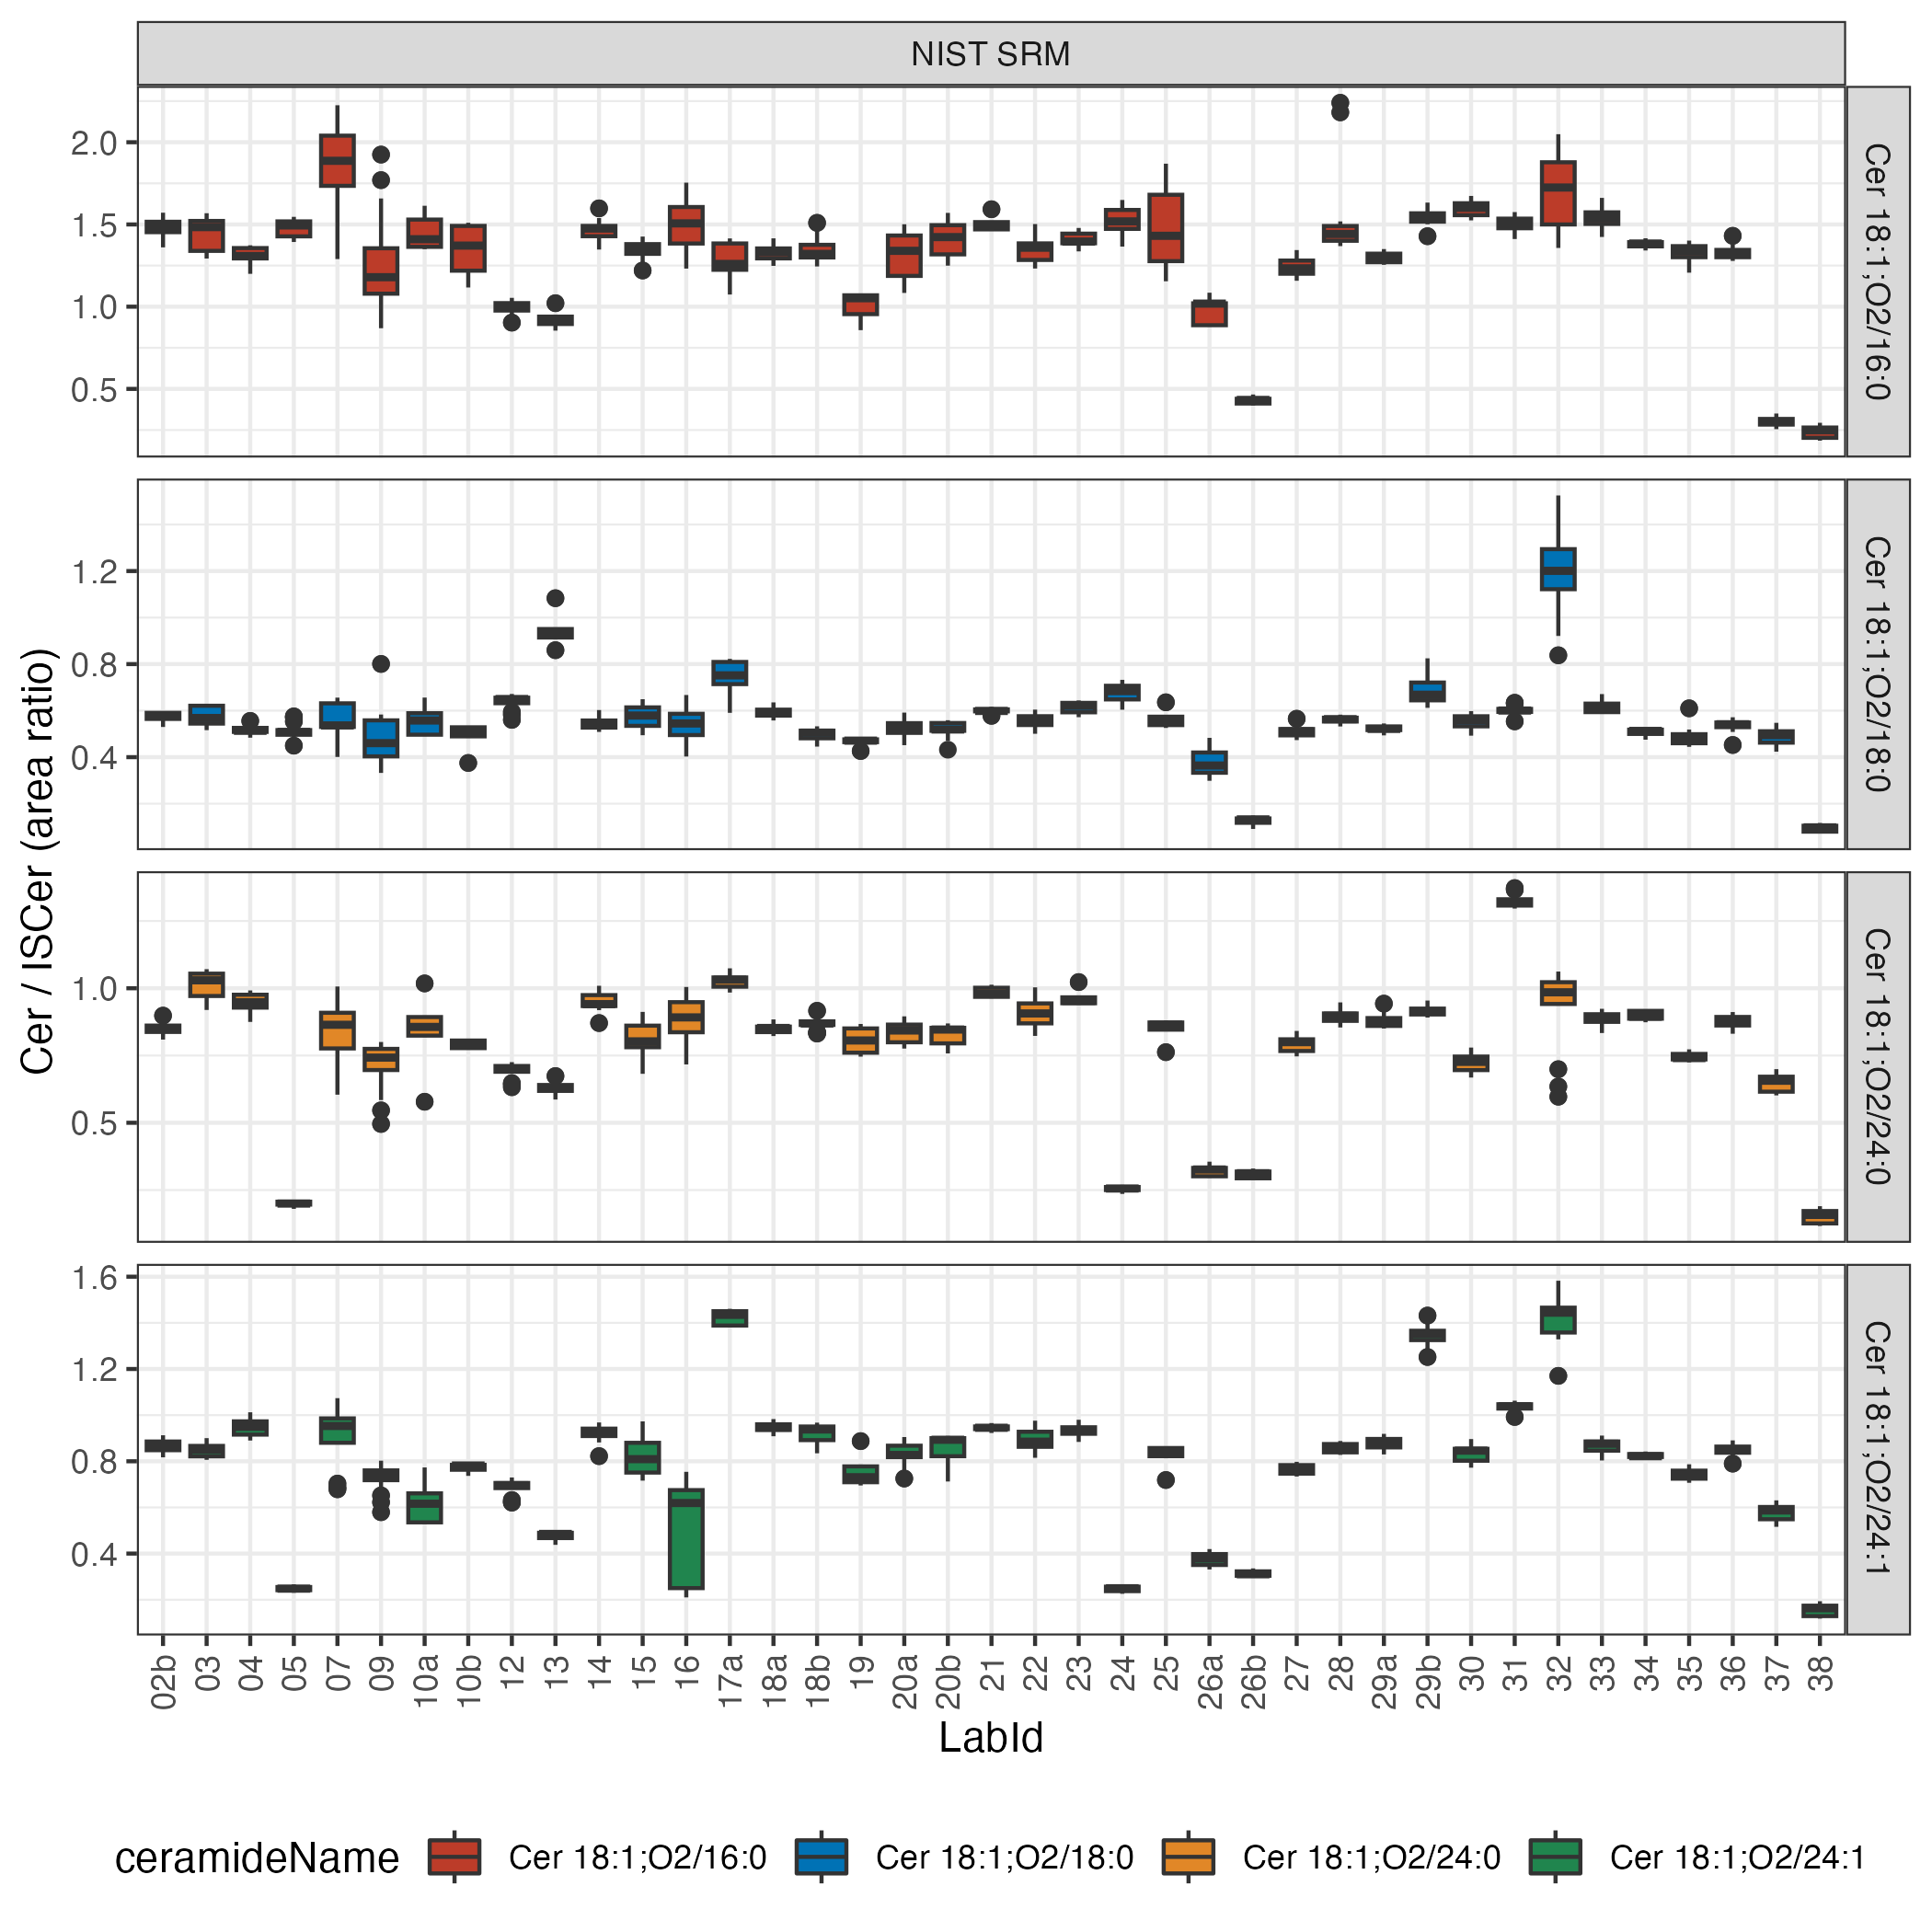 NIST SRM
Cer / ISCer (area ratio)
2.0
1.5
1.0
0.5
Cer 18:1;O2/16:0
1.2
0.8
0.4
Cer 18:1;O2/18:0
1.0
0.5
Cer 18:1;O2/24:0
1.6
1.2
0.8
0.4
Cer 18:1;O2/24:1
02b 03 04 05 07 09 10a 10b 12 13 14 15 16 17a 18a 18b 19 20a 20b 21 22 23 24 25 26a 26b 27 28 29a 29b 30 31 32 33 34 35 36 37 38
LabId
ceramideName Cer 18:1;O2/16:0 Cer 18:1;O2/18:0 Cer 18:1;O2/24:0 Cer 18:1;O2/24:1